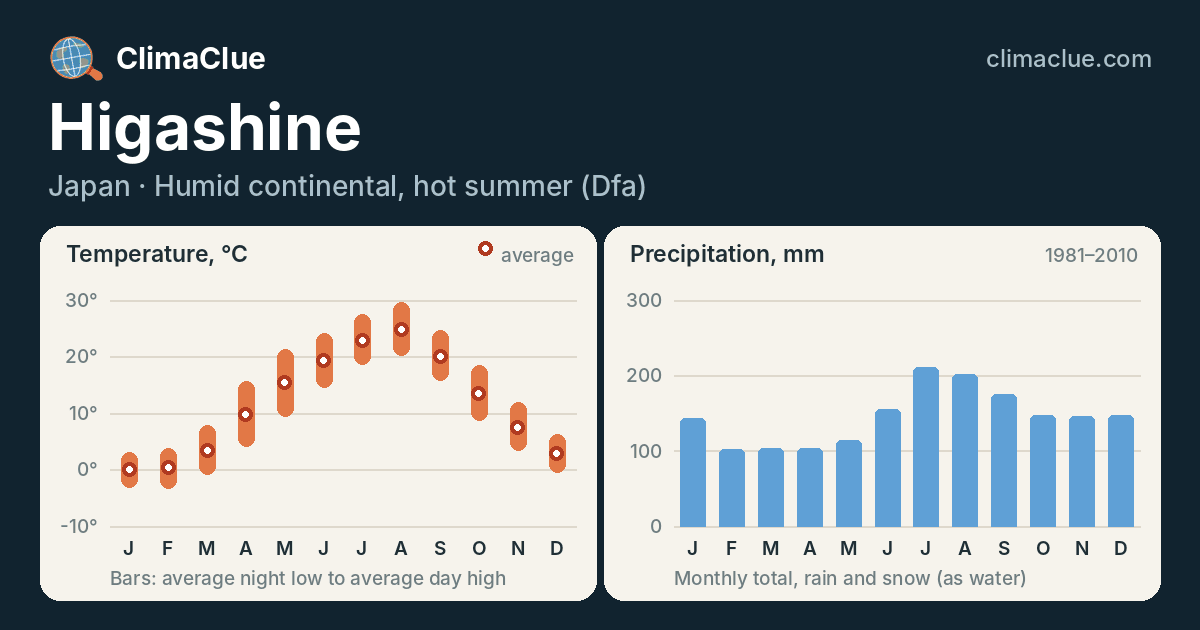 ClimaClue
climaclue.com
Higashine
Japan · Humid continental, hot summer (Dfa)
Temperature, °C
average
30°
20°
10°
0°
-10°
J F M A M J J A S O N D
Bars: average night low to average day high
Precipitation, mm
1981–2010
300
200
100
0
J F M A M J J A S O N D
Monthly total, rain and snow (as water)